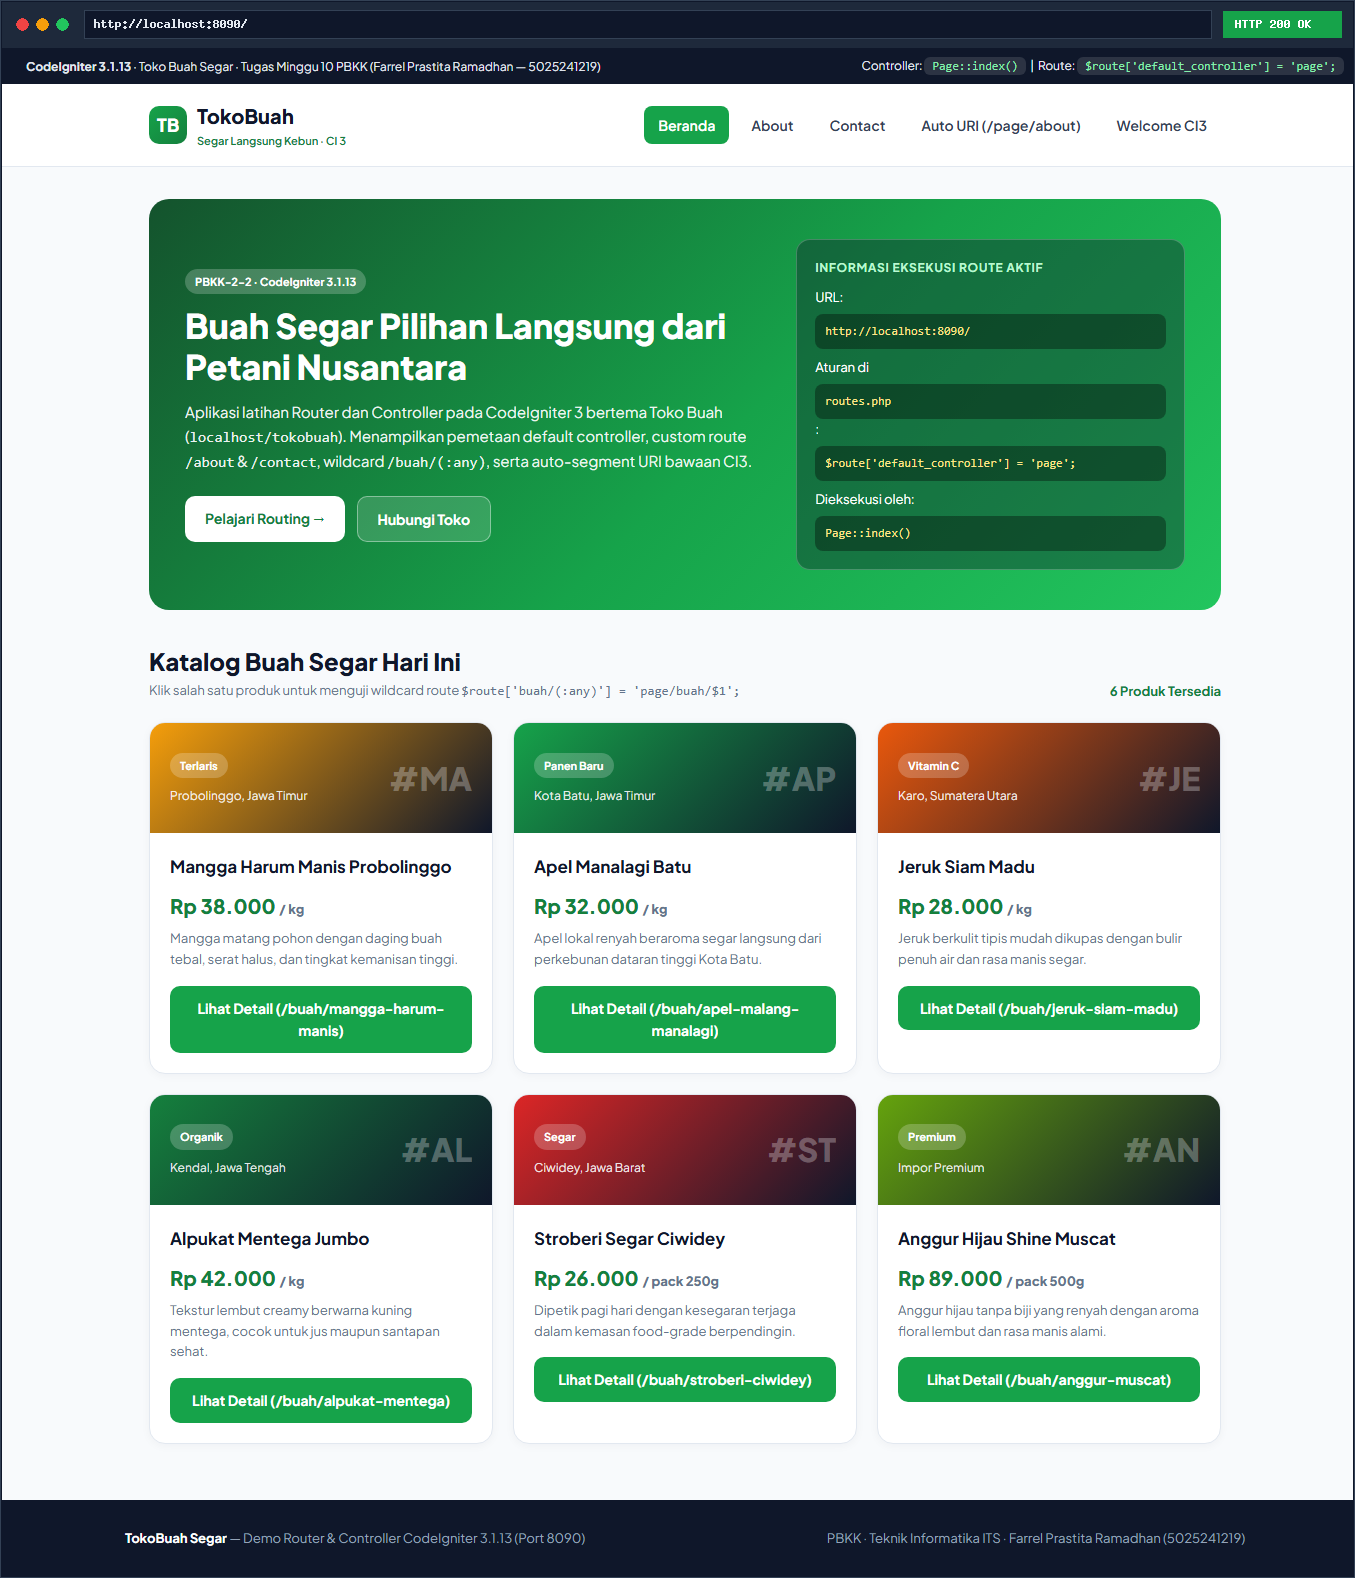 http://localhost:8090/
HTTP 200 OK
CodeIgniter 3.1.13 · Toko Buah Segar · Tugas Minggu 10 PBKK (Farrel Prastita Ramadhan — 5025241219)
Controller: Page::index() | Route: $route['default_controller'] = 'page';
TB
TokoBuah
Segar Langsung Kebun · CI 3
Beranda
About
Contact
Auto URI (/page/about)
Welcome CI3
PBKK-2-2 · CodeIgniter 3.1.13
Buah Segar Pilihan Langsung dari
Petani Nusantara
Aplikasi latihan Router dan Controller pada CodeIgniter 3 bertema Toko Buah
(localhost/tokobuah). Menampilkan pemetaan default controller, custom route
/about & /contact, wildcard /buah/(:any), serta auto-segment URI bawaan CI3.
Pelajari Routing →
Hubungi Toko
INFORMASI EKSEKUSI ROUTE AKTIF
URL:
http://localhost:8090/
Aturan di
routes.php
:
$route['default_controller'] = 'page';
Dieksekusi oleh:
Page::index()
Katalog Buah Segar Hari Ini
Klik salah satu produk untuk menguji wildcard route $route['buah/(:any)'] = 'page/buah/$1';
6 Produk Tersedia
Terlaris
Probolinggo, Jawa Timur
#MA
Mangga Harum Manis Probolinggo
Rp 38.000 / kg
Mangga matang pohon dengan daging buah
tebal, serat halus, dan tingkat kemanisan tinggi.
Lihat Detail (/buah/mangga-harum-
manis)
Panen Baru
Kota Batu, Jawa Timur
#AP
Apel Manalagi Batu
Rp 32.000 / kg
Apel lokal renyah beraroma segar langsung dari
perkebunan dataran tinggi Kota Batu.
Lihat Detail (/buah/apel-malang-
manalagi)
Vitamin C
Karo, Sumatera Utara
#JE
Jeruk Siam Madu
Rp 28.000 / kg
Jeruk berkulit tipis mudah dikupas dengan bulir
penuh air dan rasa manis segar.
Lihat Detail (/buah/jeruk-siam-madu)
Organik
Kendal, Jawa Tengah
#AL
Alpukat Mentega Jumbo
Rp 42.000 / kg
Tekstur lembut creamy berwarna kuning
mentega, cocok untuk jus maupun santapan
sehat.
Lihat Detail (/buah/alpukat-mentega)
Segar
Ciwidey, Jawa Barat
#ST
Stroberi Segar Ciwidey
Rp 26.000 / pack 250g
Dipetik pagi hari dengan kesegaran terjaga
dalam kemasan food-grade berpendingin.
Lihat Detail (/buah/stroberi-ciwidey)
Premium
Impor Premium
#AN
Anggur Hijau Shine Muscat
Rp 89.000 / pack 500g
Anggur hijau tanpa biji yang renyah dengan aroma
floral lembut dan rasa manis alami.
Lihat Detail (/buah/anggur-muscat)
TokoBuah Segar — Demo Router & Controller CodeIgniter 3.1.13 (Port 8090)
PBKK · Teknik Informatika ITS · Farrel Prastita Ramadhan (5025241219)